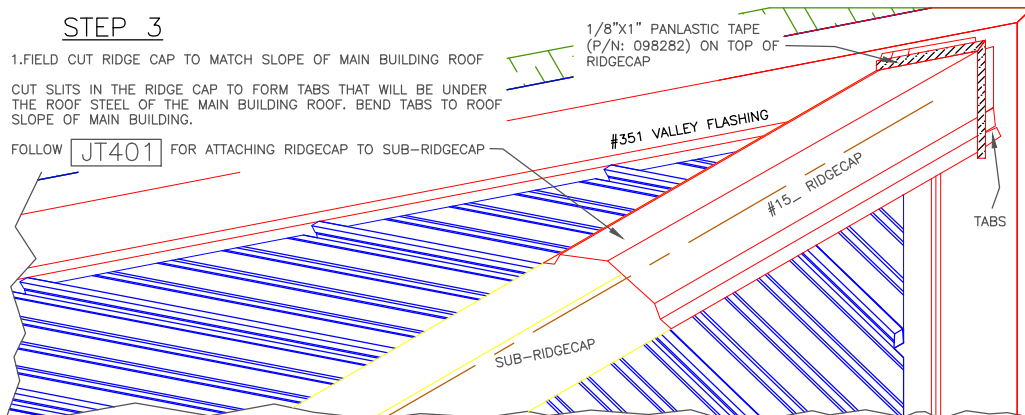 STEP 3
1.FIELD CUT RIDGE CAP TO MATCH SLOPE OF MAIN BUILDING ROOF
CUT SLITS IN THE RIDGE CAP TO FORM TABS THAT WILL BE UNDER
THE ROOF STEEL OF THE MAIN BUILDING ROOF. BEND TABS TO ROOF
SLOPE OF MAIN BUILDING.
FOLLOW JT401 FOR ATTACHING RIDGECAP TO SUB-RIDGECAP
1/8"X1" PANLASTIC TAPE
(P/N: 098282) ON TOP OF
RIDGECAP
#351 VALLEY FLASHING
#15_ RIDGECAP
TABS
SUB-RIDGECAP